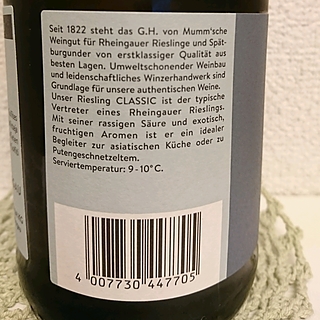 Seit 1822 steht das G.H. von Mumm'sche
Weingut für Rheingauer Rieslinge und Spät-
burgunder von erstklassiger Qualität aus
besten Lagen. Umweltschonender Weinbau
und leidenschaftliches Winzerhandwerk sind
Grundlage für unsere authentischen Weine.
Unser Riesling CLASSIC ist der typische
Vertreter eines Rheingauer Rieslings.
Mit seiner rassigen Säure und exotisch,
fruchtigen Aromen ist er ein idealer
Begleiter zur asiatischen Küche oder zu
Putengeschnetzeltem.
Serviertemperatur: 9-10°C.
4 007730 447705